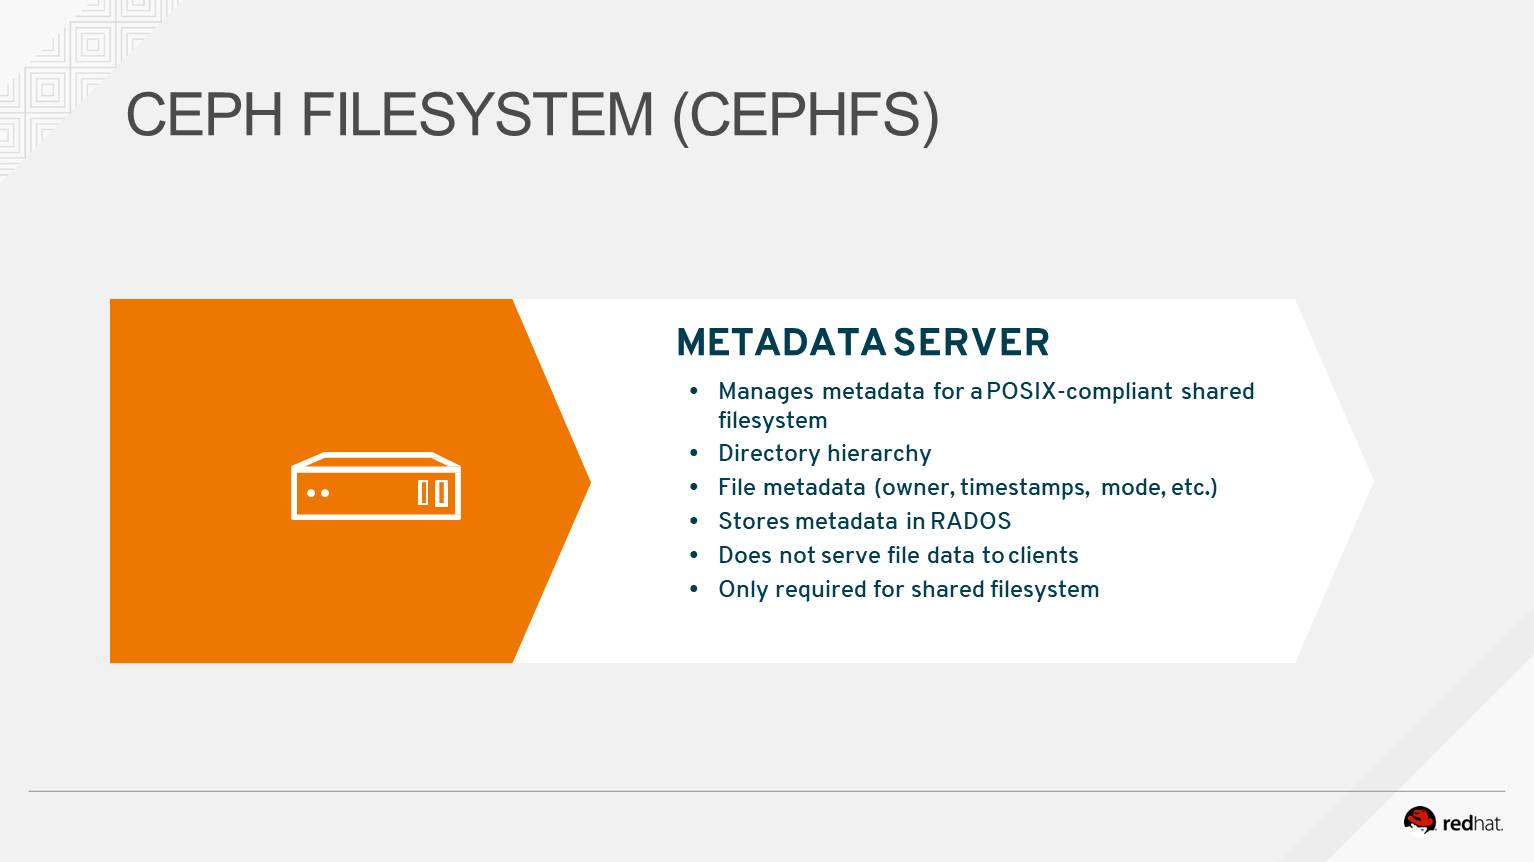 CEPH FILESYSTEM (CEPHFS)
METADATA SERVER
• Manages metadata for a POSIX-compliant shared
filesystem
• Directory hierarchy
• File metadata (owner, timestamps, mode, etc.)
• Stores metadata in RADOS
• Does not serve file data to clients
• Only required for shared filesystem
redhat.